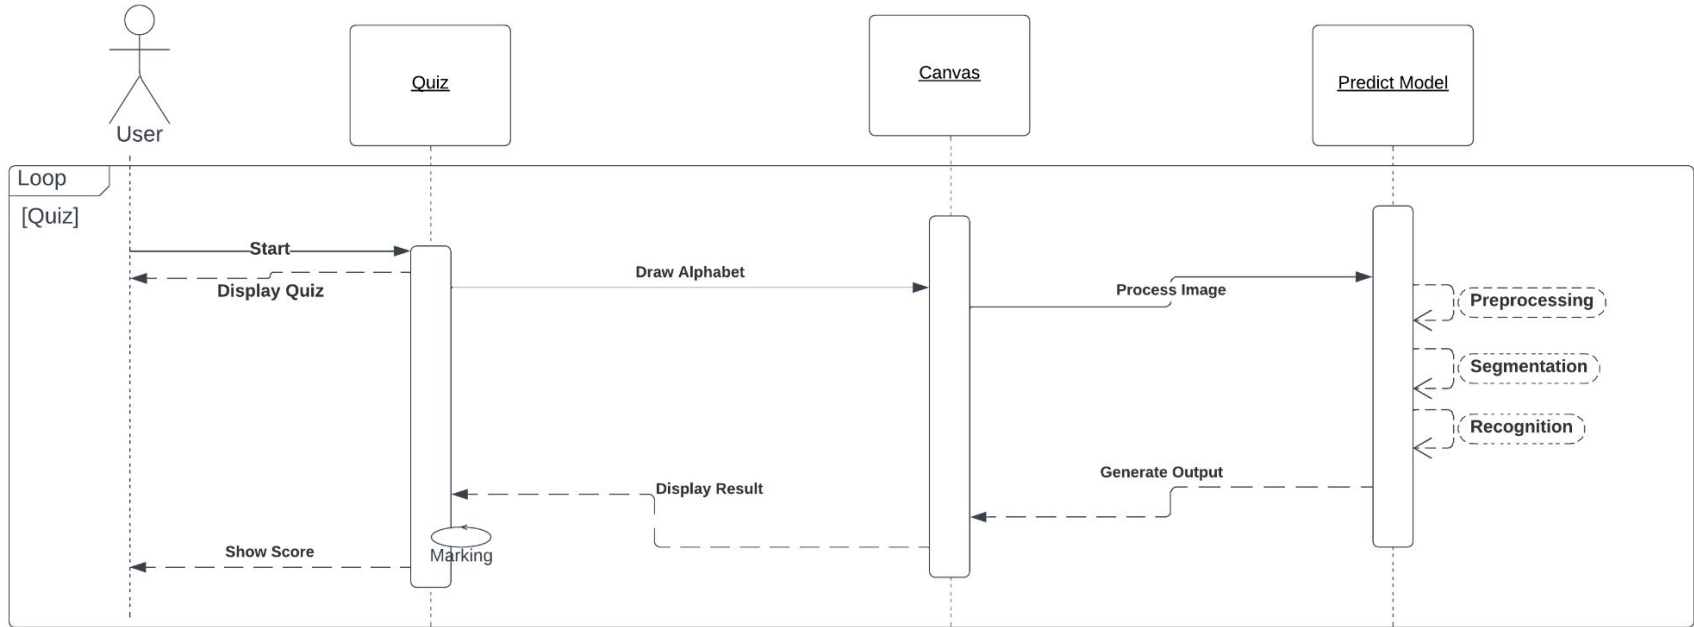 User
Quiz
Canvas
Predict Model
Loop
[Quiz]
Start
Display Quiz
Draw Alphabet
Process Image
Preprocessing
Segmentation
Recognition
Generate Output
Display Result
Marking
Show Score